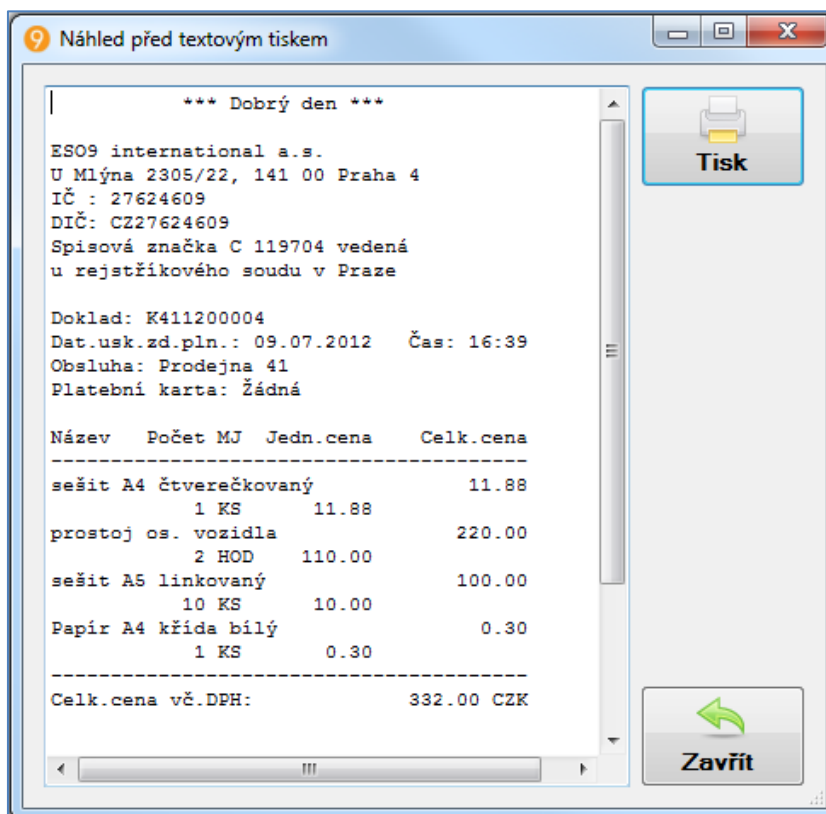 9 Náhled před textovým tiskem
*** Dobrý den ***
ESO9 international a.s.
U Mlýna 2305/22, 141 00 Praha 4
IČ : 27624609
DIČ: CZ27624609
Spisová značka C 119704 vedená
u rejstříkového soudu v Praze
Doklad: K411200004
Dat.usk.zd.pln.: 09.07.2012 Čas: 16:39
Obsluha: Prodejna 41
Platební karta: Žádná
Název Počet MJ Jedn.cena Celk.cena
----------------------------------------
sešit A4 čtverečkovaný 11.88
1 KS 11.88
prostoj os. vozidla 220.00
2 HOD 110.00
sešit A5 linkovaný 100.00
10 KS 10.00
Papír A4 křída bílý 0.30
1 KS 0.30
----------------------------------------
Celk.cena vč.DPH: 332.00 CZK
Tisk
Zavřít